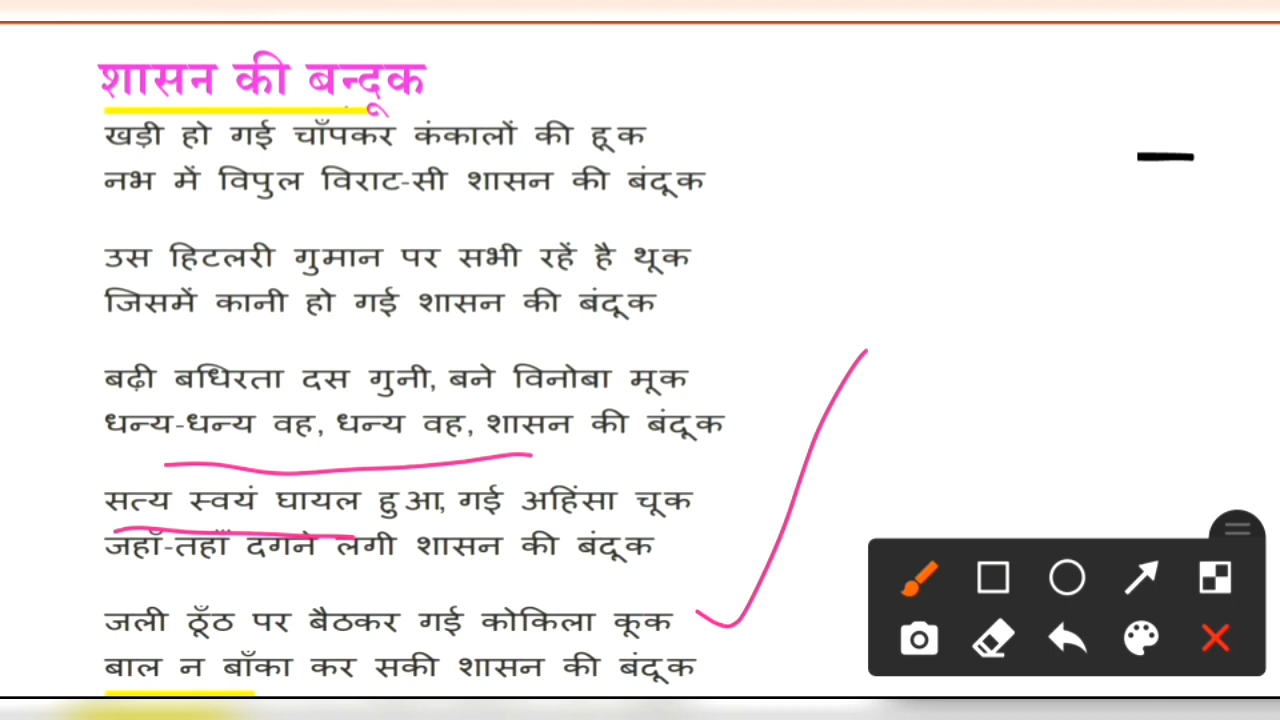 शासन की बन्दूक
खड़ी हो गई चाँपकर कंकालों की हूक
नभ में विपुल विराट-सी शासन की बंदूक
उस हिटलरी गुमान पर सभी रहें है थूक
जिसमें कानी हो गई शासन की बंदूक
बढ़ी बधिरता दस गुनी, बने विनोबा मूक
धन्य-धन्य वह, धन्य वह, शासन की बंदूक
सत्य स्वयं घायल हुआ, गई अहिंसा चूक
जहाँ-तहाँ दगने लगी शासन की बंदूक
जली ठूँठ पर बैठकर गई कोकिला कूक
बाल न बाँका कर सकी शासन की बंदूक